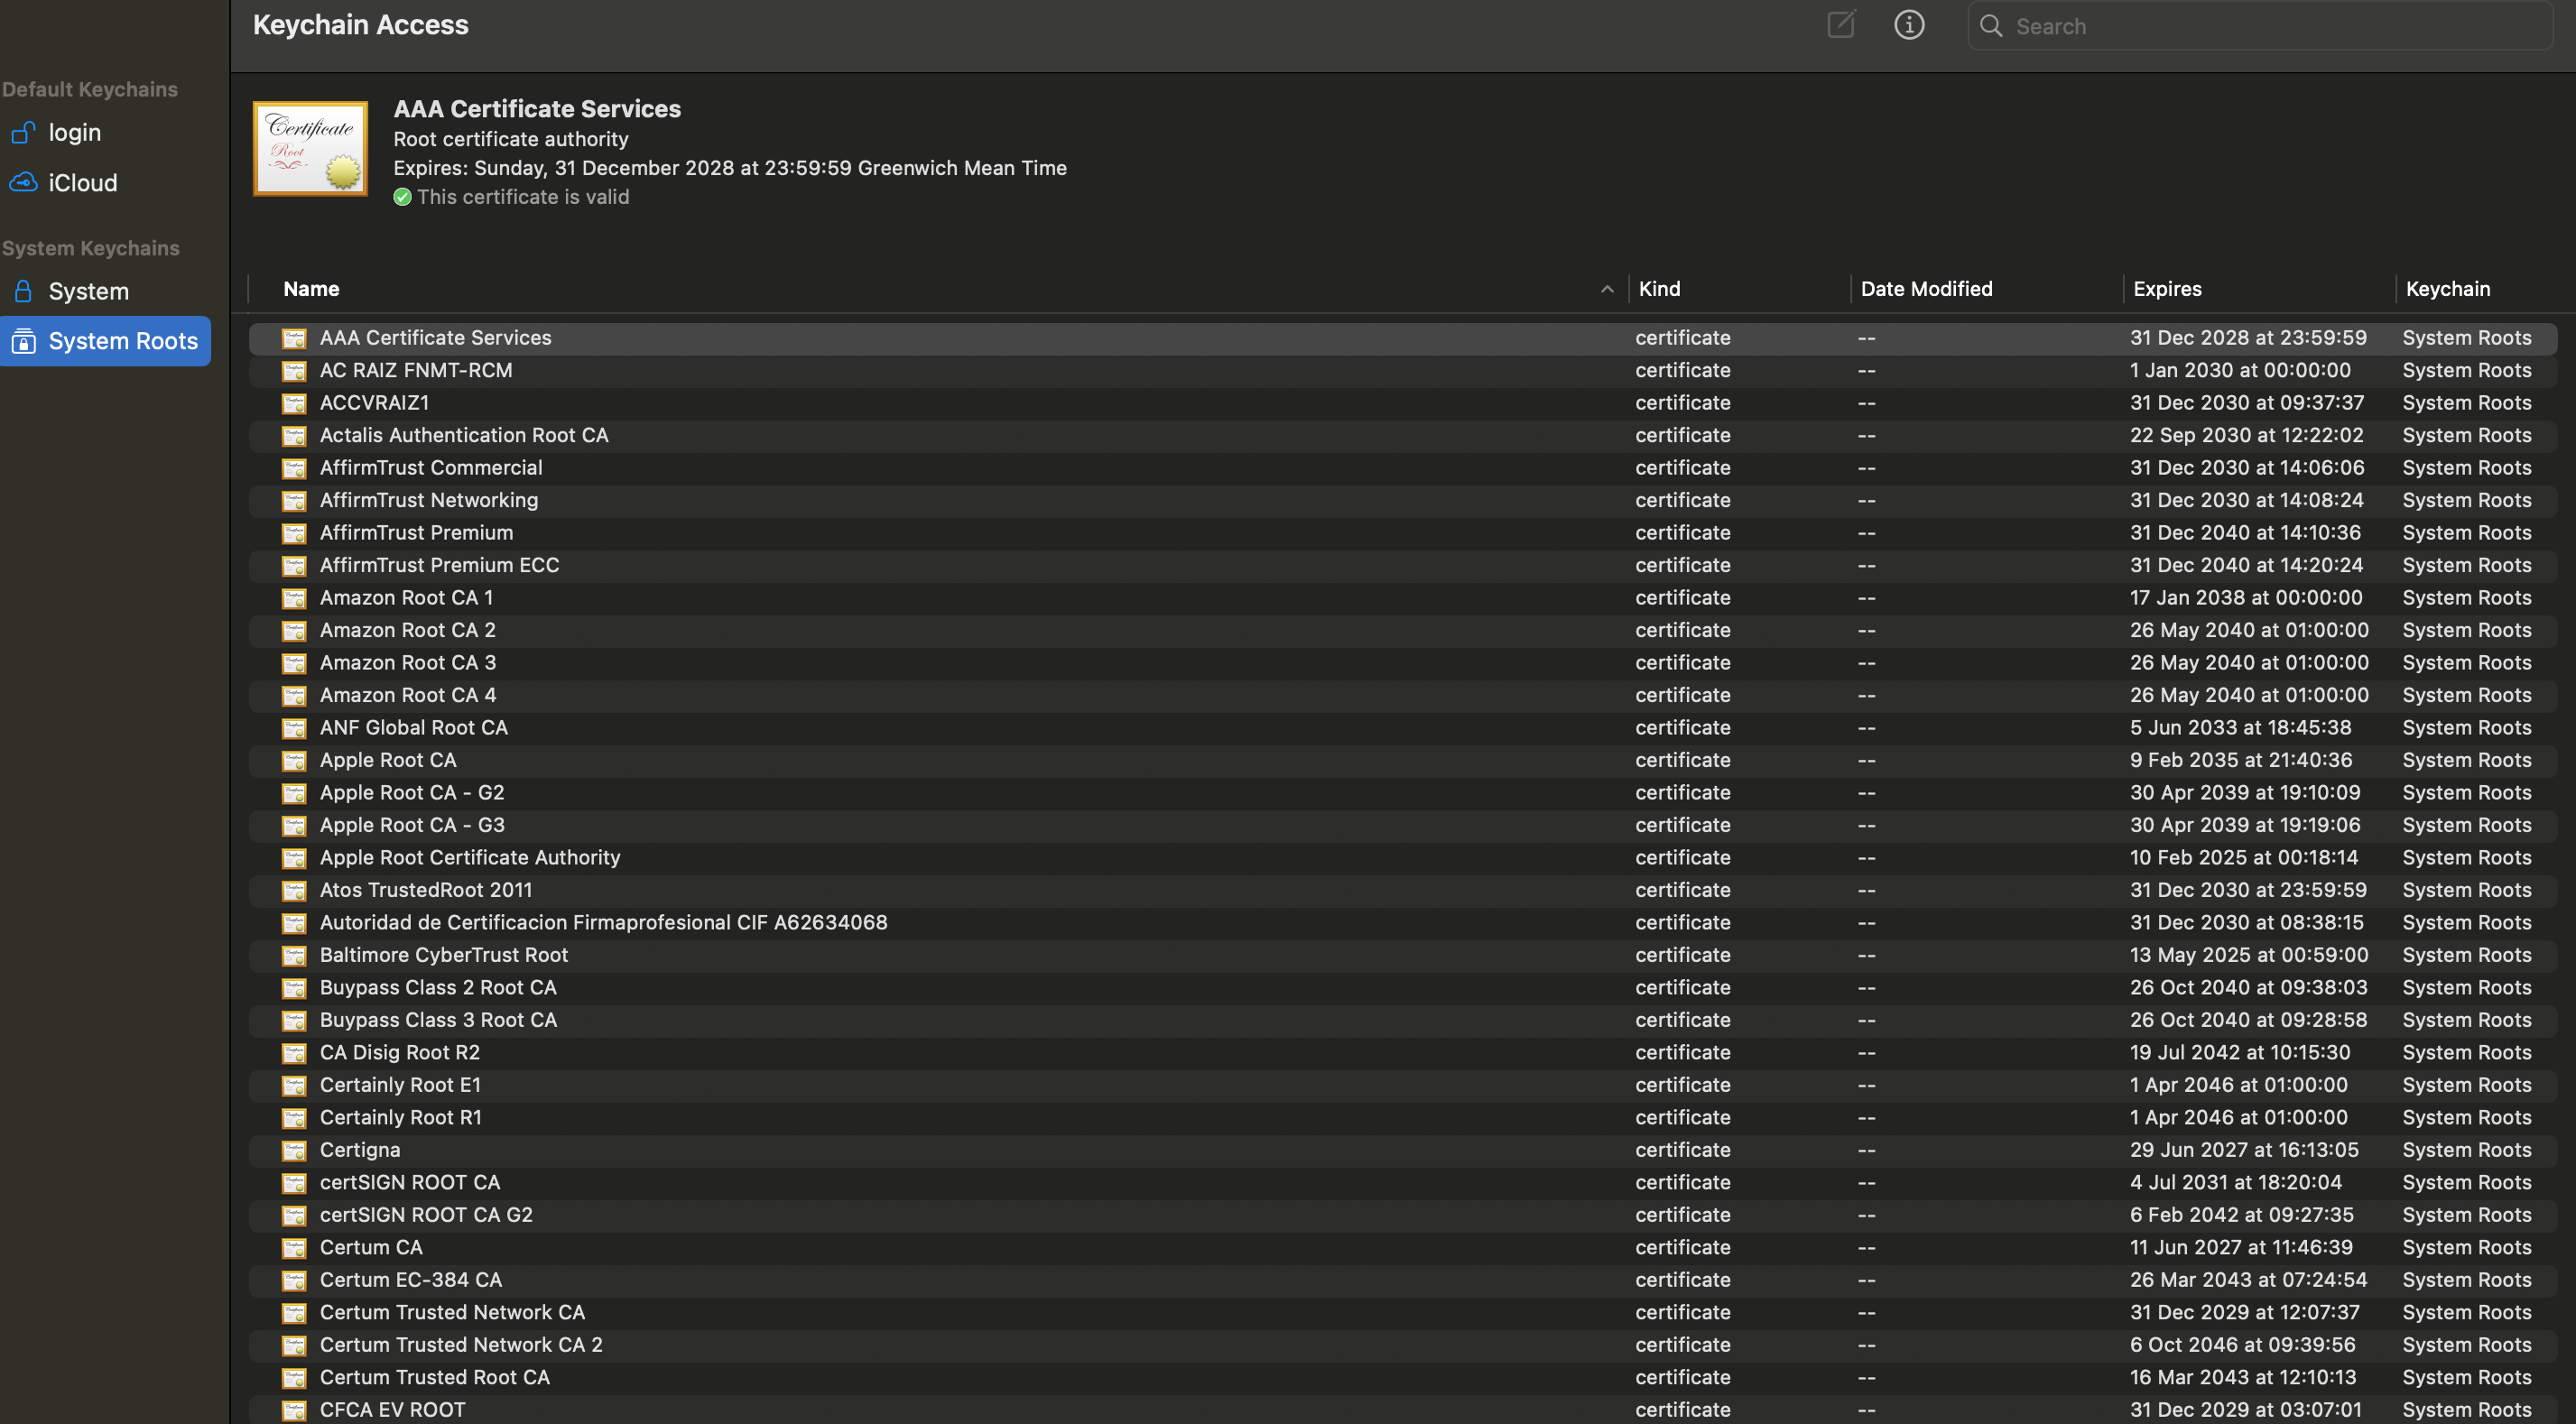 Keychain Access
Search
Default Keychains
login
iCloud
System Keychains
System
System Roots
Certificate
Root
AAA Certificate Services
Root certificate authority
Expires: Sunday, 31 December 2028 at 23:59:59 Greenwich Mean Time
This certificate is valid
Name Kind Date Modified Expires Keychain
AAA Certificate Services certificate -- 31 Dec 2028 at 23:59:59 System Roots
AC RAIZ FNMT-RCM certificate -- 1 Jan 2030 at 00:00:00 System Roots
ACCVRAIZ1 certificate -- 31 Dec 2030 at 09:37:37 System Roots
Actalis Authentication Root CA certificate -- 22 Sep 2030 at 12:22:02 System Roots
AffirmTrust Commercial certificate -- 31 Dec 2030 at 14:06:06 System Roots
AffirmTrust Networking certificate -- 31 Dec 2030 at 14:08:24 System Roots
AffirmTrust Premium certificate -- 31 Dec 2040 at 14:10:36 System Roots
AffirmTrust Premium ECC certificate -- 31 Dec 2040 at 14:20:24 System Roots
Amazon Root CA 1 certificate -- 17 Jan 2038 at 00:00:00 System Roots
Amazon Root CA 2 certificate -- 26 May 2040 at 01:00:00 System Roots
Amazon Root CA 3 certificate -- 26 May 2040 at 01:00:00 System Roots
Amazon Root CA 4 certificate -- 26 May 2040 at 01:00:00 System Roots
ANF Global Root CA certificate -- 5 Jun 2033 at 18:45:38 System Roots
Apple Root CA certificate -- 9 Feb 2035 at 21:40:36 System Roots
Apple Root CA - G2 certificate -- 30 Apr 2039 at 19:10:09 System Roots
Apple Root CA - G3 certificate -- 30 Apr 2039 at 19:19:06 System Roots
Apple Root Certificate Authority certificate -- 10 Feb 2025 at 00:18:14 System Roots
Atos TrustedRoot 2011 certificate -- 31 Dec 2030 at 23:59:59 System Roots
Autoridad de Certificacion Firmaprofesional CIF A62634068 certificate -- 31 Dec 2030 at 08:38:15 System Roots
Baltimore CyberTrust Root certificate -- 13 May 2025 at 00:59:00 System Roots
Buypass Class 2 Root CA certificate -- 26 Oct 2040 at 09:38:03 System Roots
Buypass Class 3 Root CA certificate -- 26 Oct 2040 at 09:28:58 System Roots
CA Disig Root R2 certificate -- 19 Jul 2042 at 10:15:30 System Roots
Certainly Root E1 certificate -- 1 Apr 2046 at 01:00:00 System Roots
Certainly Root R1 certificate -- 1 Apr 2046 at 01:00:00 System Roots
Certigna certificate -- 29 Jun 2027 at 16:13:05 System Roots
certSIGN ROOT CA certificate -- 4 Jul 2031 at 18:20:04 System Roots
certSIGN ROOT CA G2 certificate -- 6 Feb 2042 at 09:27:35 System Roots
Certum CA certificate -- 11 Jun 2027 at 11:46:39 System Roots
Certum EC-384 CA certificate -- 26 Mar 2043 at 07:24:54 System Roots
Certum Trusted Network CA certificate -- 31 Dec 2029 at 12:07:37 System Roots
Certum Trusted Network CA 2 certificate -- 6 Oct 2046 at 09:39:56 System Roots
Certum Trusted Root CA certificate -- 16 Mar 2043 at 12:10:13 System Roots
CFCA EV ROOT certificate -- 31 Dec 2029 at 03:07:01 System Roots